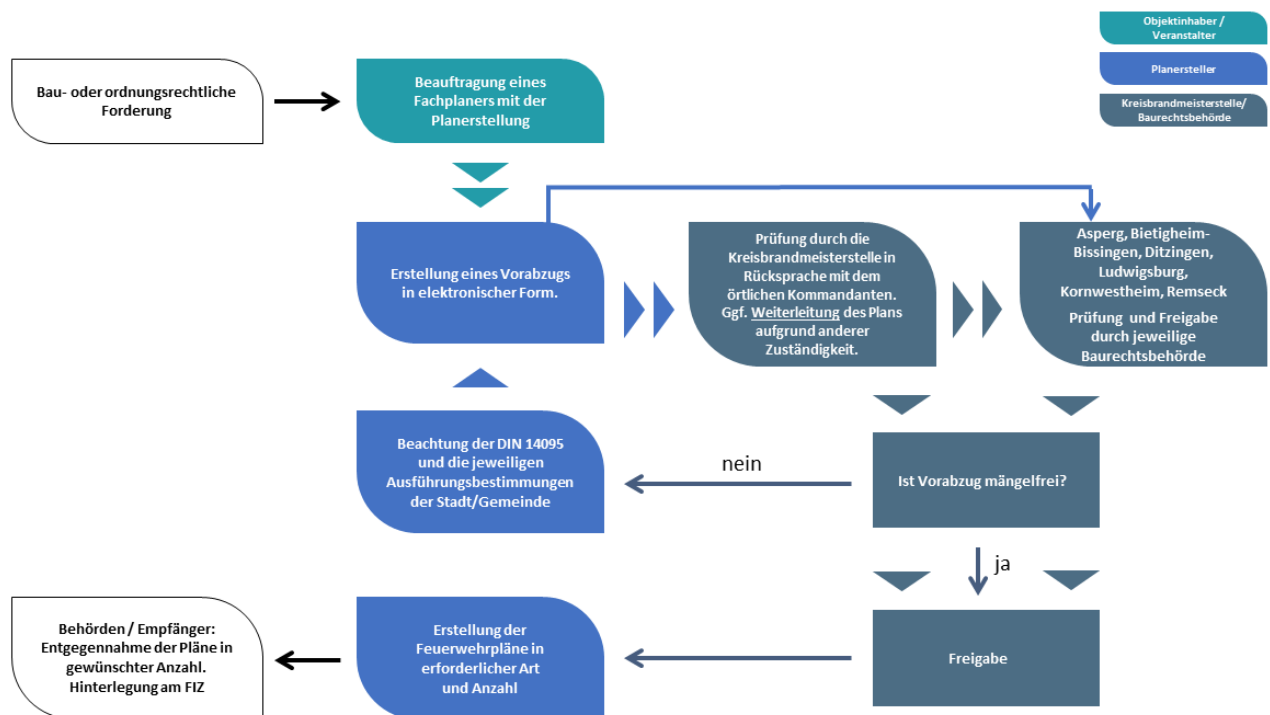 Objektinhaber /
Veranstalter
Planersteller
Kreisbrandmeisterstelle/
Baurechtsbehörde
Bau- oder ordnungsrechtliche
Forderung
Beauftragung eines
Fachplaners mit der
Planerstellung
Erstellung eines Vorabzugs
in elektronischer Form.
Prüfung durch die
Kreisbrandmeisterstelle in
Rücksprache mit dem
örtlichen Kommandanten.
Ggf. Weiterleitung des Plans
aufgrund anderer
Zuständigkeit.
Asperg, Bietigheim-
Bissingen, Ditzingen,
Ludwigsburg,
Kornwestheim, Remseck
Prüfung und Freigabe
durch jeweilige
Baurechtsbehörde
Beachtung der DIN 14095
und die jeweiligen
Ausführungsbestimmungen
der Stadt/Gemeinde
nein
Ist Vorabzug mängelfrei?
ja
Behörden / Empfänger:
Entgegennahme der Pläne in
gewünschter Anzahl.
Hinterlegung am FIZ
Erstellung der
Feuerwehrpläne in
erforderlicher Art
und Anzahl
Freigabe